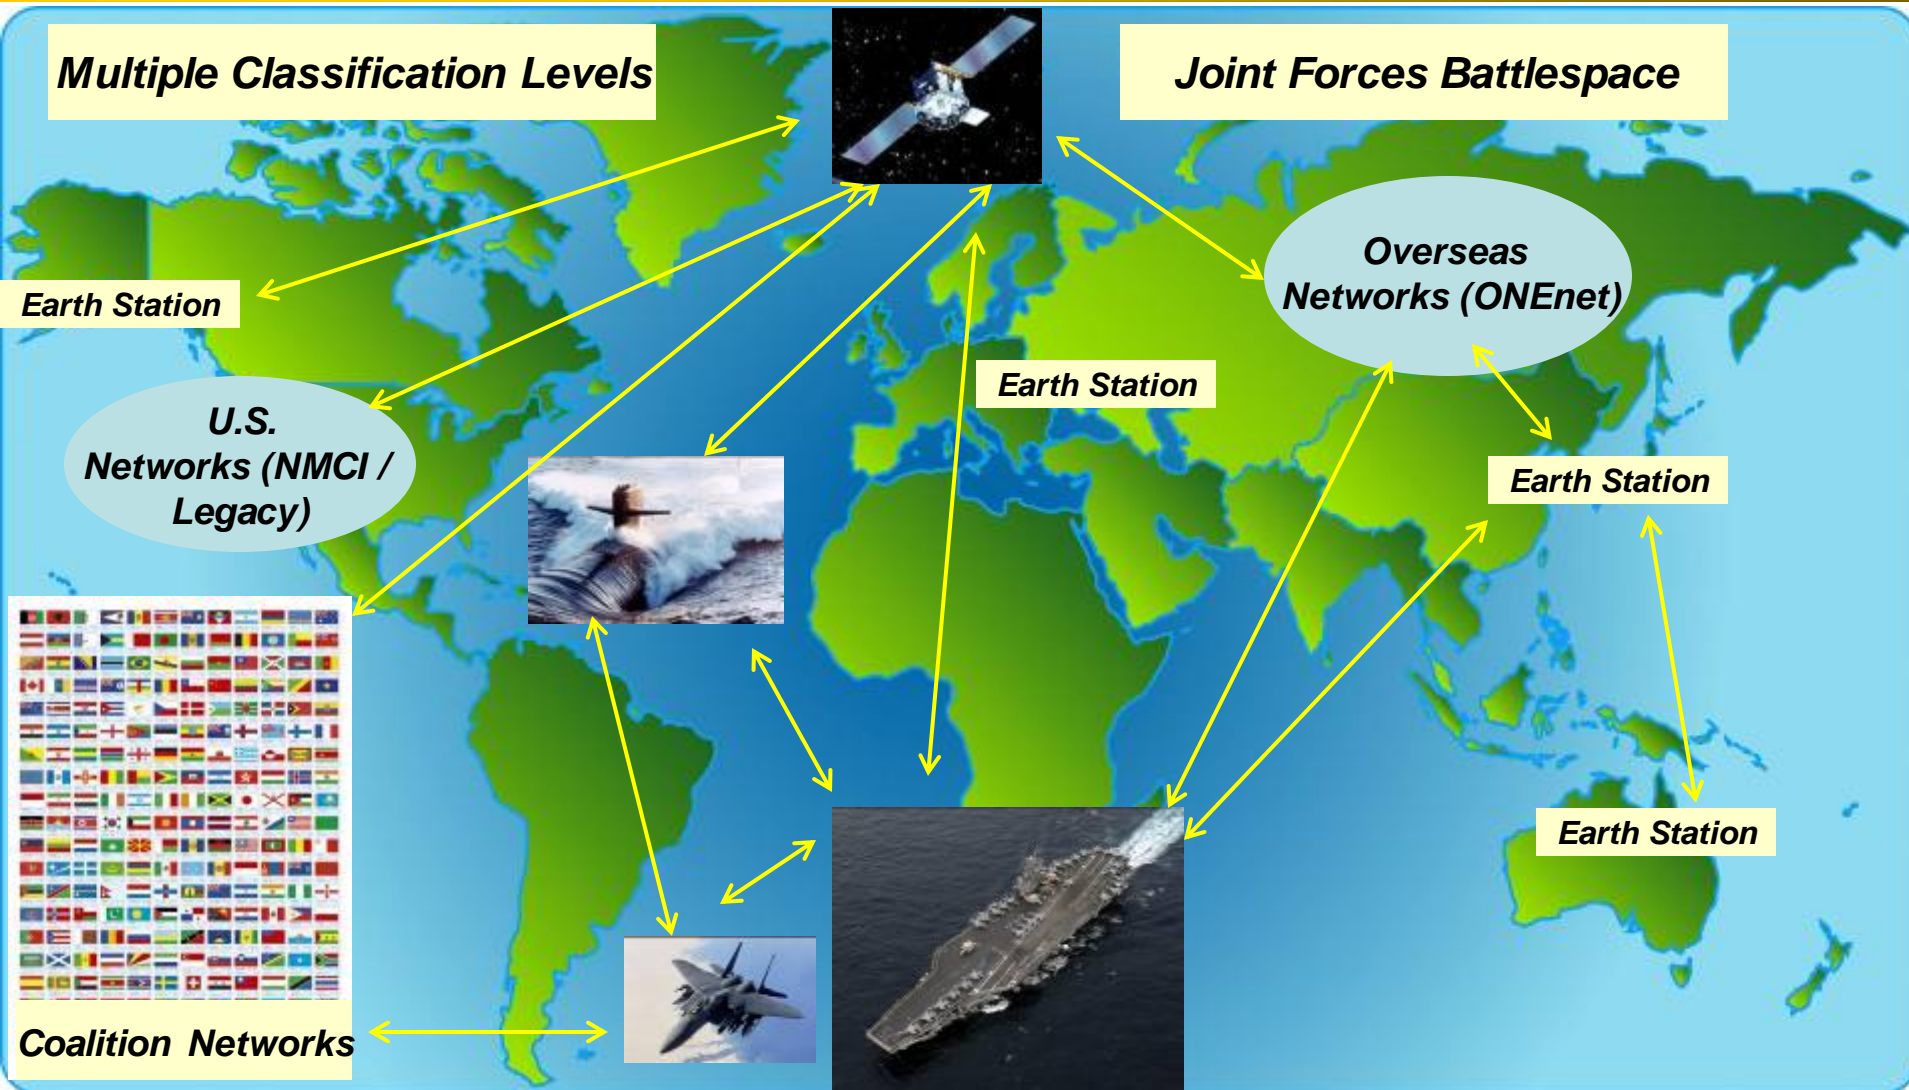 Multiple Classification Levels
Joint Forces Battlespace
Overseas
Networks (ONEnet)
Earth Station
Earth Station
U.S.
Networks (NMCI /
Legacy)
Earth Station
Earth Station
Coalition Networks